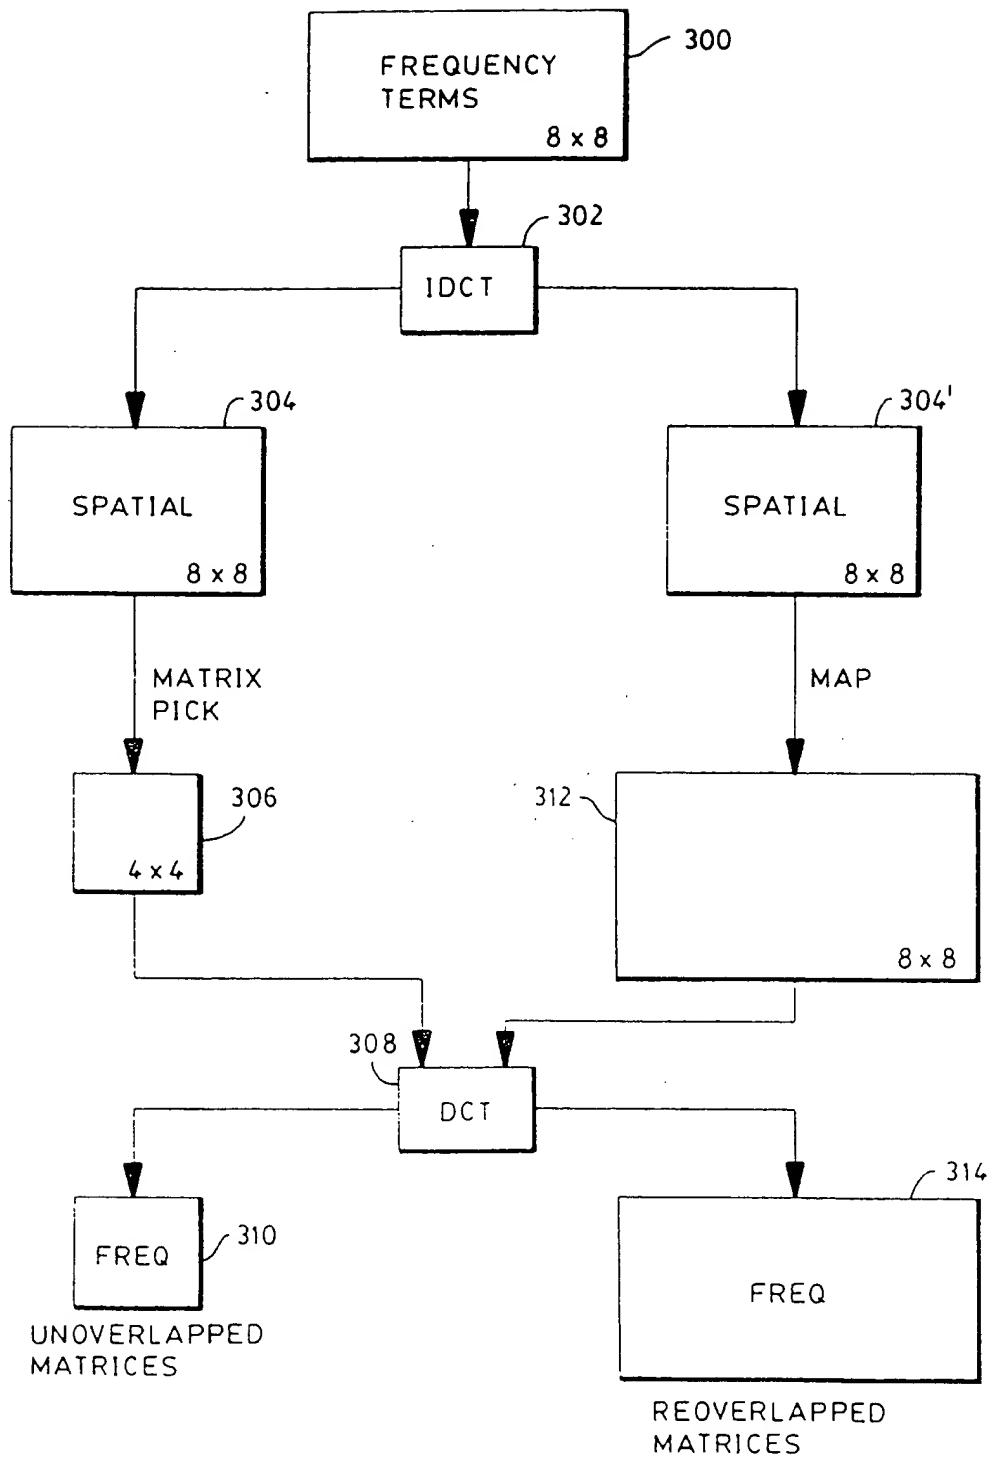 300
FREQUENCY
TERMS
8 x 8
302
IDCT
304
304'
SPATIAL
8 x 8
SPATIAL
8 x 8
MATRIX
PICK
MAP
306
4 x 4
312
8 x 8
308
DCT
310
FREQ
UNOVERLAPPED
MATRICES
314
FREQ
REOVERLAPPED
MATRICES